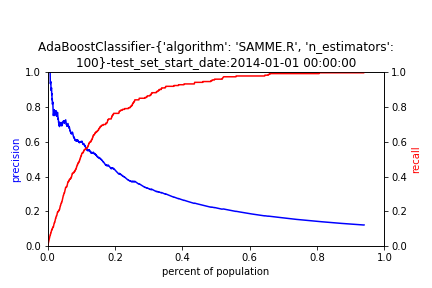 AdaBoostClassifier-{'algorithm': 'SAMME.R', 'n_estimators':
100}-test_set_start_date:2014-01-01 00:00:00
1.0
0.8
0.6
0.4
0.2
0.0
precision
1.0
0.8
0.6
0.4
0.2
0.0
recall
0.0 0.2 0.4 0.6 0.8 1.0
percent of population